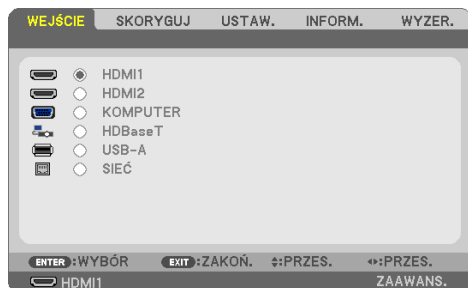 WEJŚCIE SKORYGUJ USTAW. INFORM. WYZER.
HDMI1
HDMI2
KOMPUTER
HDBaseT
USB-A
SIEĆ
ENTER:WYBÓR EXIT:ZAKOŃ. :PRZES. :PRZES.
HDMI1 ZAAWANS.